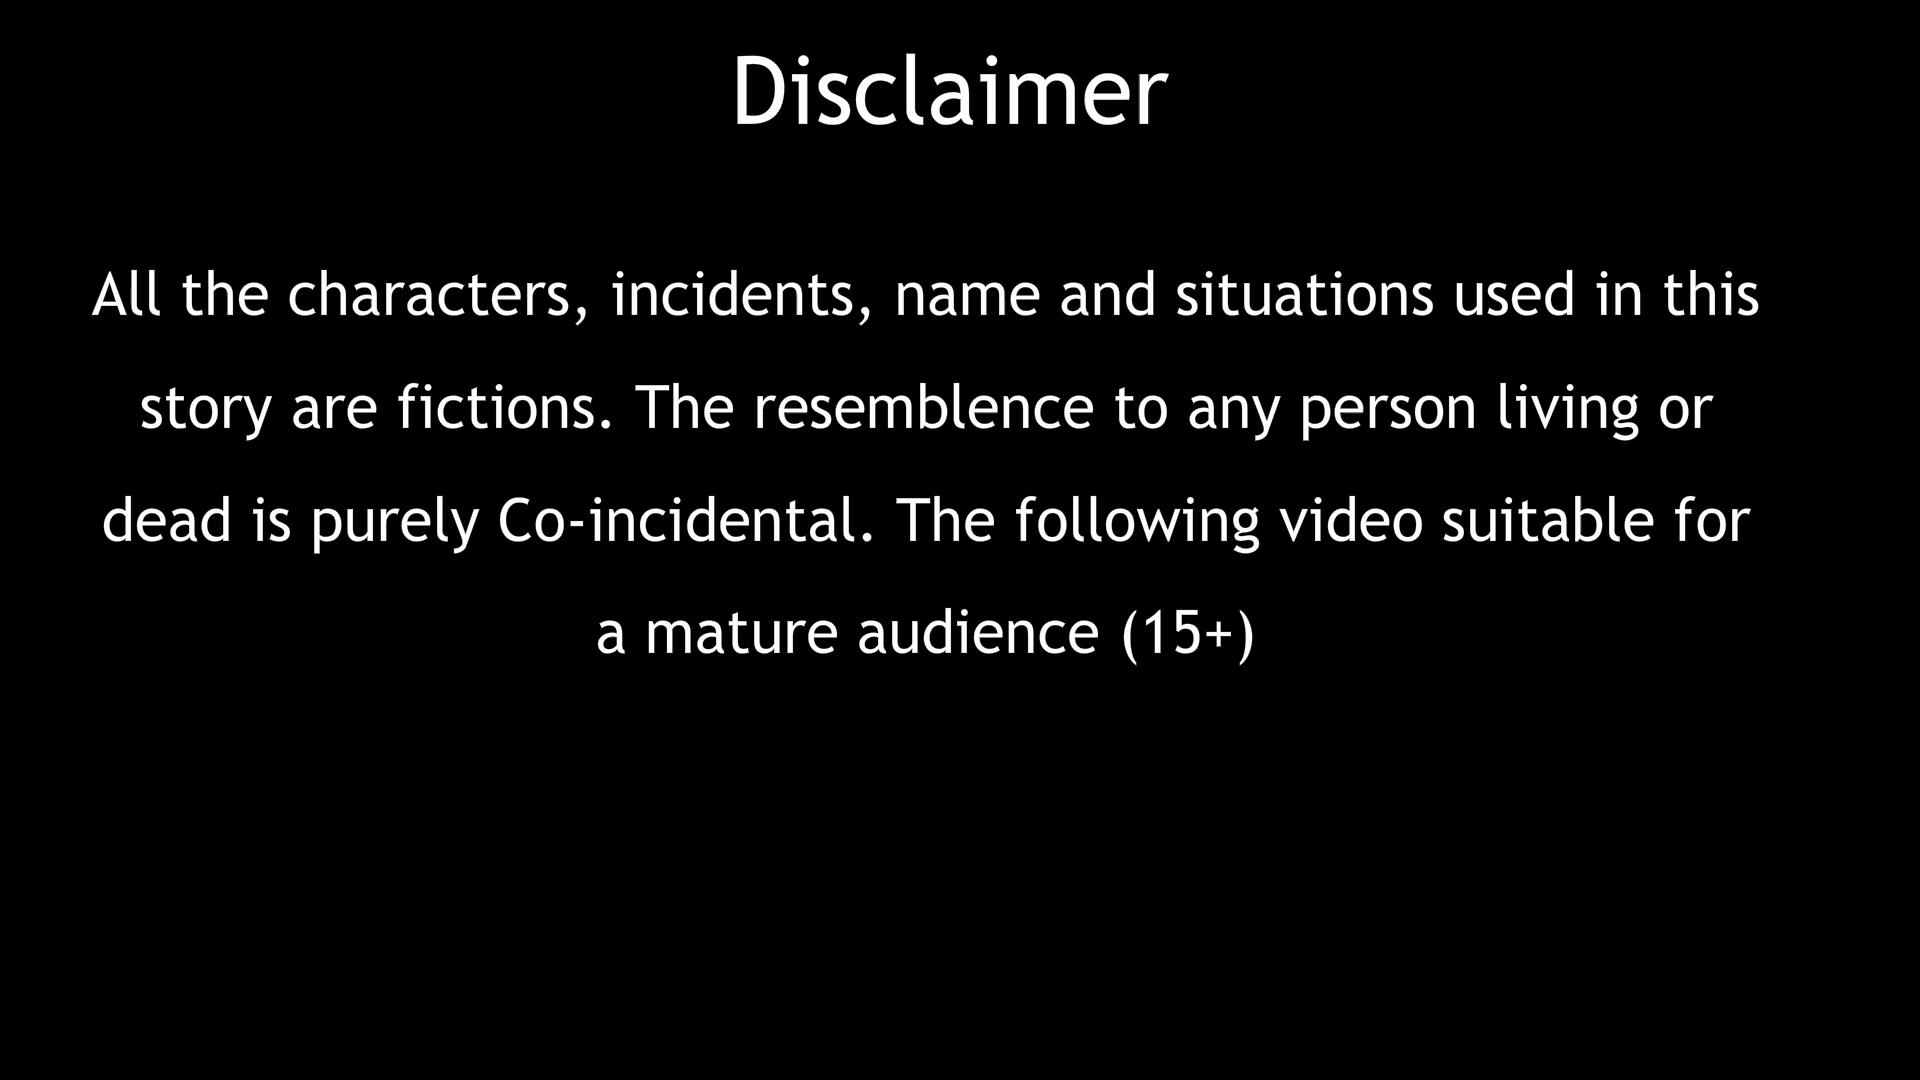 Disclaimer
All the characters, incidents, name and situations used in this
story are fictions. The resemblence to any person living or
dead is purely Co-incidental. The following video suitable for
a mature audience (15+)